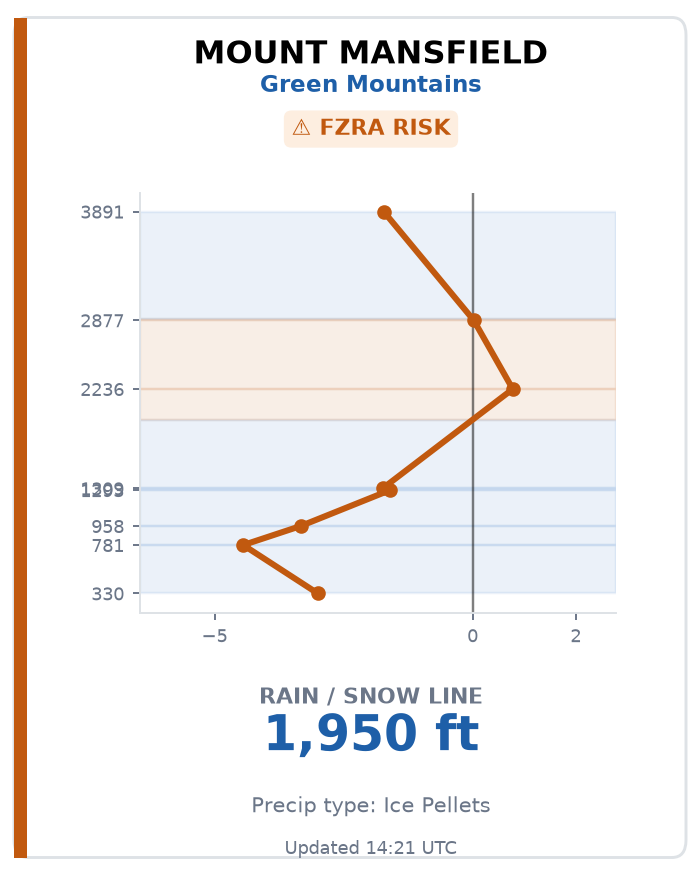 MOUNT MANSFIELD
Green Mountains
⚠ FZRA RISK
3891
2877
2236
958
781
330
−5 0 2
RAIN / SNOW LINE
1,950 ft
Precip type: Ice Pellets
Updated 14:21 UTC